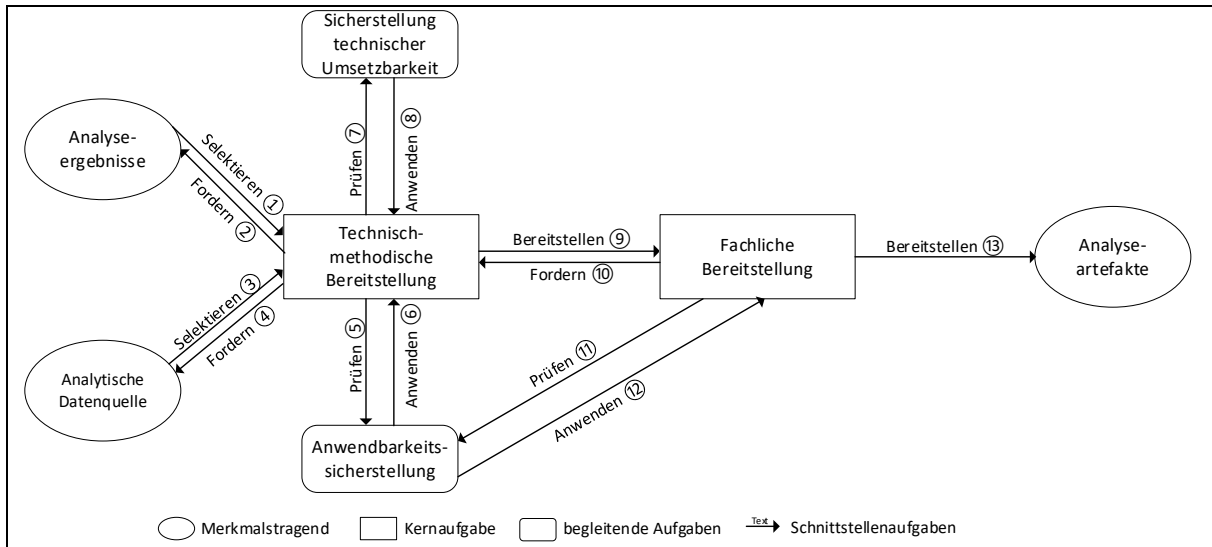 Sicherstellung
technischer
Umsetzbarkeit
Analyse-
ergebnisse
Selektieren ①
Fordern ②
Prüfen ⑦
Anwenden ⑧
Technisch-
methodische
Bereitstellung
Bereitstellen ⑨
Fordern ⑩
Fachliche
Bereitstellung
Bereitstellen ⑬
Analyse-
artefakte
Selektieren ③
Fordern ④
Analytische
Datenquelle
Prüfen ⑤
Anwenden ⑥
Prüfen ⑪
Anwenden ⑫
Anwendbarkeits-
sicherstellung
Merkmalstragend
Kernaufgabe
begleitende Aufgaben
Text
Schnittstellenaufgaben